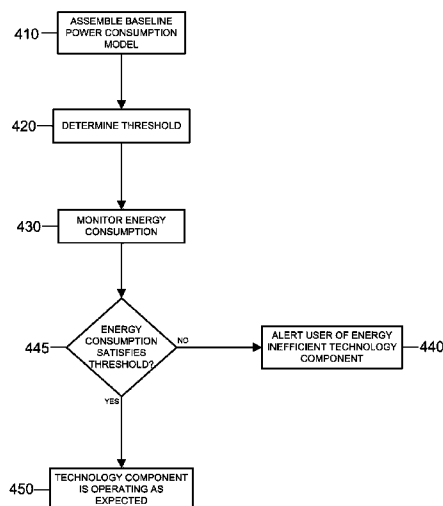 410
ASSEMBLE BASELINE
POWER CONSUMPTION
MODEL
420
DETERMINE THRESHOLD
430
MONITOR ENERGY
CONSUMPTION
445
ENERGY
CONSUMPTION
SATISFIES
THRESHOLD?
NO
ALERT USER OF ENERGY
INEFFICIENT TECHNOLOGY
COMPONENT
440
YES
450
TECHNOLOGY COMPONENT
IS OPERATING AS
EXPECTED